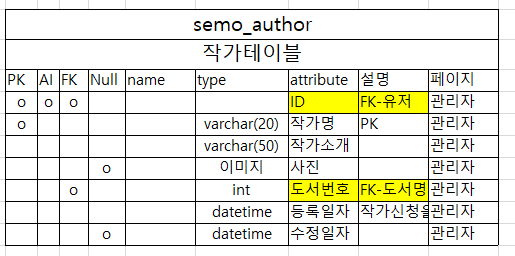 semo_author
작가테이블
PK AI FK Null name type attribute 설명 페이지
o o o ID FK-유저 관리자
o varchar(20) 작가명 PK 관리자
varchar(50) 작가소개 관리자
o 이미지 사진 관리자
o int 도서번호 FK-도서명 관리자
datetime 등록일자 작가신청을 관리자
o datetime 수정일자 관리자